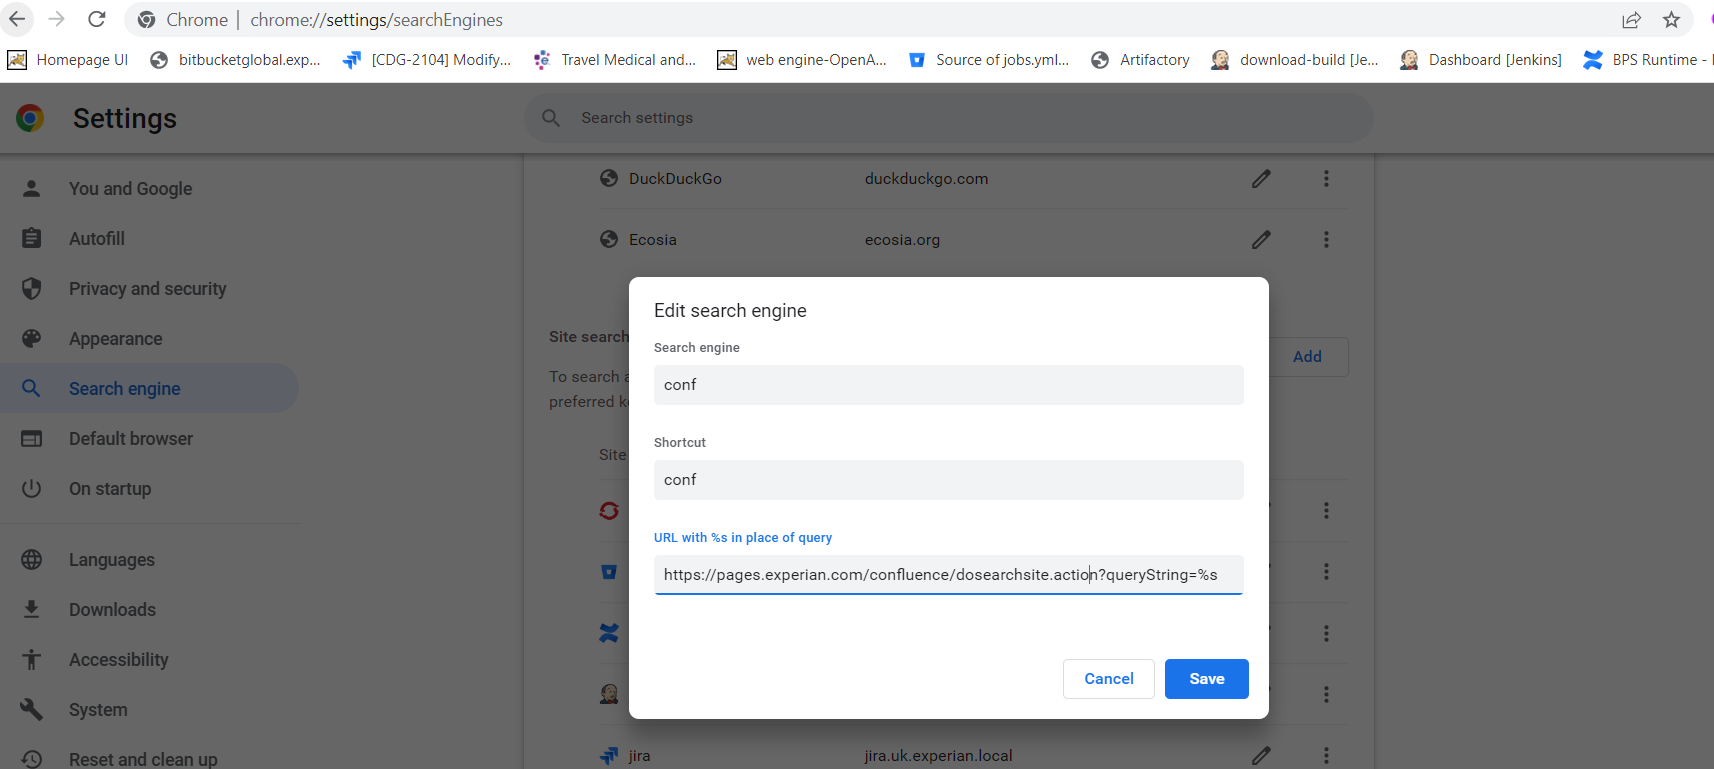 Chrome | chrome://settings/searchEngines
Homepage UI bitbucketglobal.exp... [CDG-2104] Modify... Travel Medical and... web engine-OpenA... Source of jobs.yml... Artifactory download-build [Je... Dashboard [Jenkins] BPS Runtime -
Settings
Search settings
You and Google
Autofill
Privacy and security
Appearance
Search engine
Default browser
On startup
Languages
Downloads
Accessibility
System
Reset and clean up
DuckDuckGo duckduckgo.com
Ecosia ecosia.org
Site search
Add
To search
preferred
Site
Edit search engine
Search engine
conf
Shortcut
conf
URL with %s in place of query
https://pages.experian.com/confluence/dosearchsite.action?queryString=%s
Cancel Save
jira jira.uk.experian.local